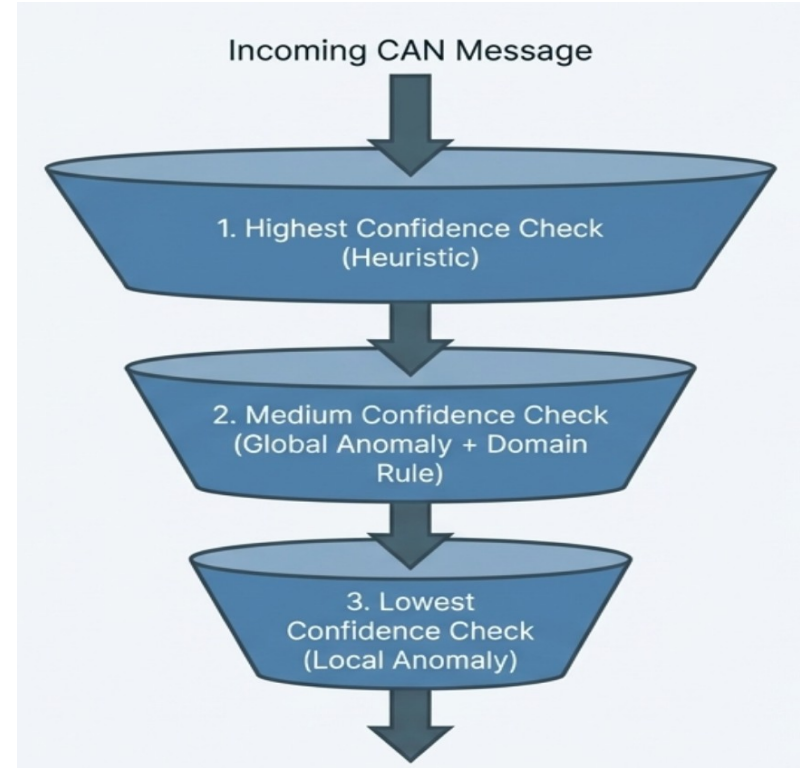 Incoming CAN Message
1. Highest Confidence Check
(Heuristic)
2. Medium Confidence Check
(Global Anomaly + Domain
Rule)
3. Lowest
Confidence Check
(Local Anomaly)